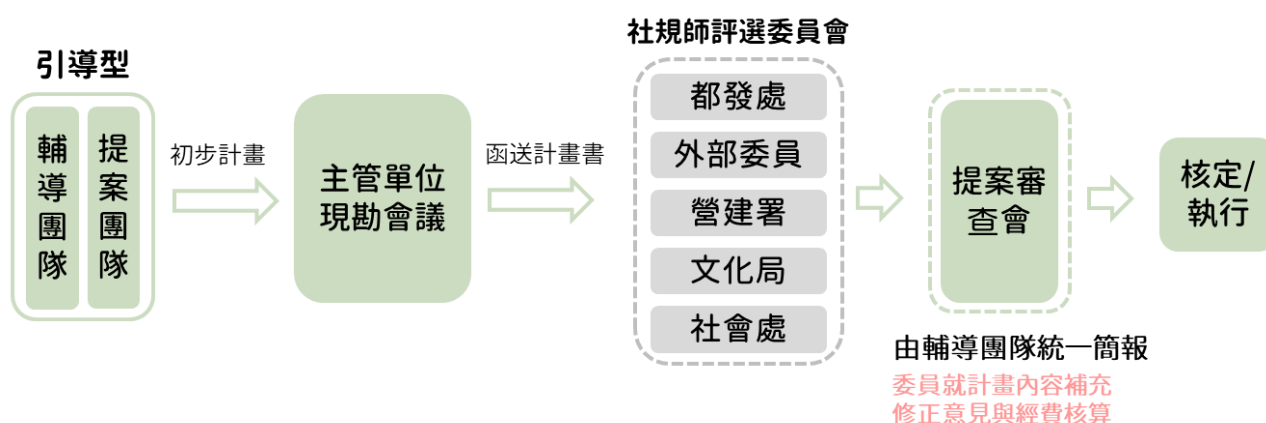 引導型
輔導團隊
提案團隊
初步計畫
主管單位
現勘會議
函送計畫書
社規師評選委員會
都發處
外部委員
營建署
文化局
社會處
提案審
查會
由輔導團隊統一簡報
委員就計畫內容補充
修正意見與經費核算
核定/
執行